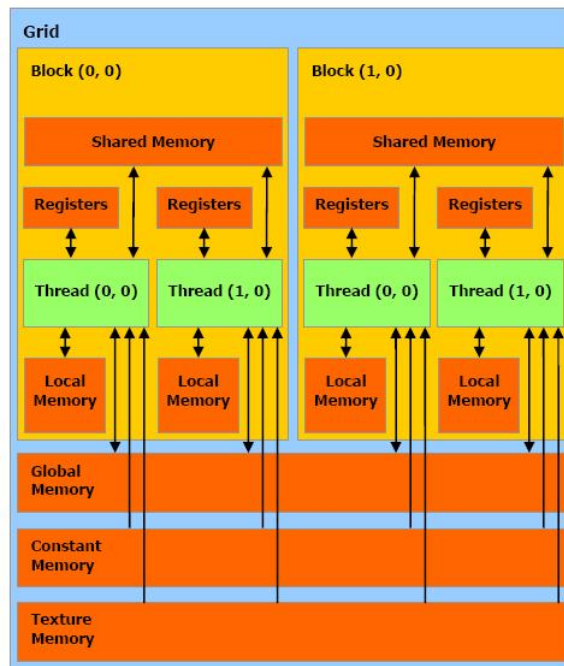 Grid
Block (0, 0)
Block (1, 0)
Shared Memory
Shared Memory
Registers
Registers
Registers
Registers
Thread (0, 0)
Thread (1, 0)
Thread (0, 0)
Thread (1, 0)
Local
Memory
Local
Memory
Local
Memory
Local
Memory
Global
Memory
Constant
Memory
Texture
Memory